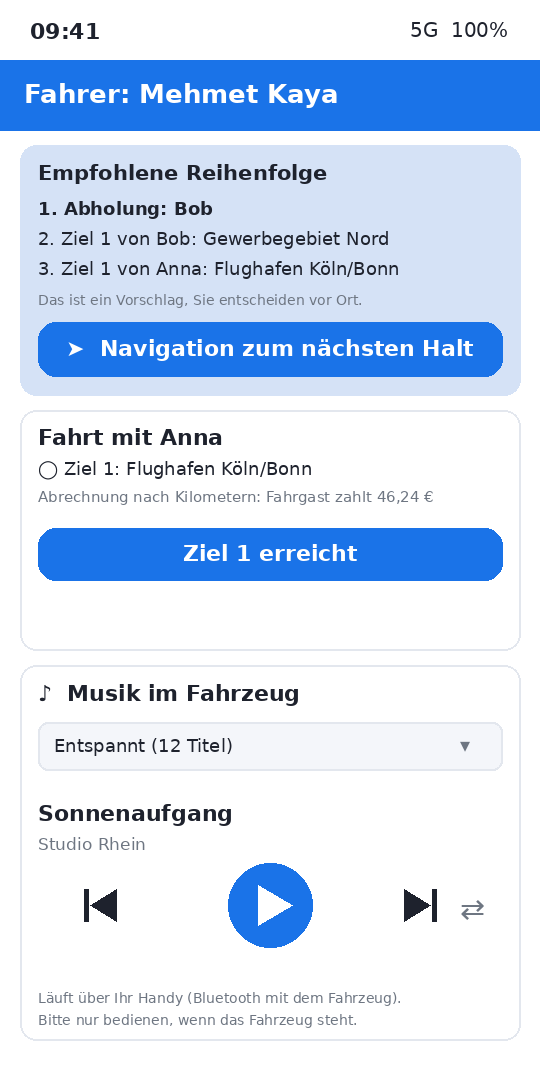 09:41
5G 100%
Fahrer: Mehmet Kaya
Empfohlene Reihenfolge
1. Abholung: Bob
2. Ziel 1 von Bob: Gewerbegebiet Nord
3. Ziel 1 von Anna: Flughafen Köln/Bonn
Das ist ein Vorschlag, Sie entscheiden vor Ort.
➤ Navigation zum nächsten Halt
Fahrt mit Anna
◯ Ziel 1: Flughafen Köln/Bonn
Abrechnung nach Kilometern: Fahrgast zahlt 46,24 €
Ziel 1 erreicht
♪ Musik im Fahrzeug
Entspannt (12 Titel) ▼
Sonnenaufgang
Studio Rhein
Läuft über Ihr Handy (Bluetooth mit dem Fahrzeug).
Bitte nur bedienen, wenn das Fahrzeug steht.